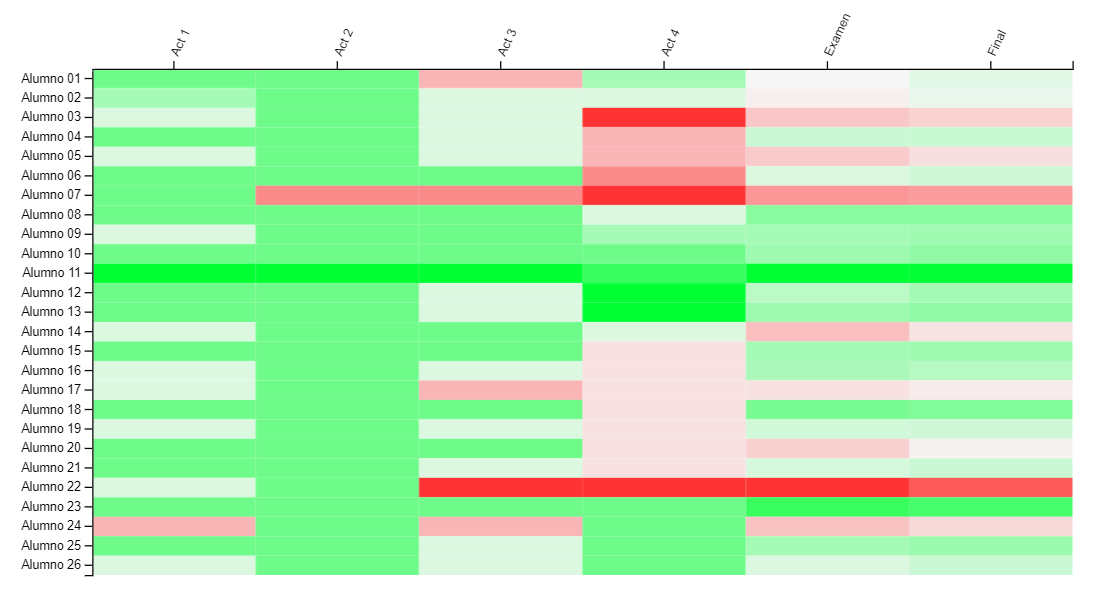 Act 1
Act 2
Act 3
Act 4
Examen
Final
Alumno 01
Alumno 02
Alumno 03
Alumno 04
Alumno 05
Alumno 06
Alumno 07
Alumno 08
Alumno 09
Alumno 10
Alumno 11
Alumno 12
Alumno 13
Alumno 14
Alumno 15
Alumno 16
Alumno 17
Alumno 18
Alumno 19
Alumno 20
Alumno 21
Alumno 22
Alumno 23
Alumno 24
Alumno 25
Alumno 26